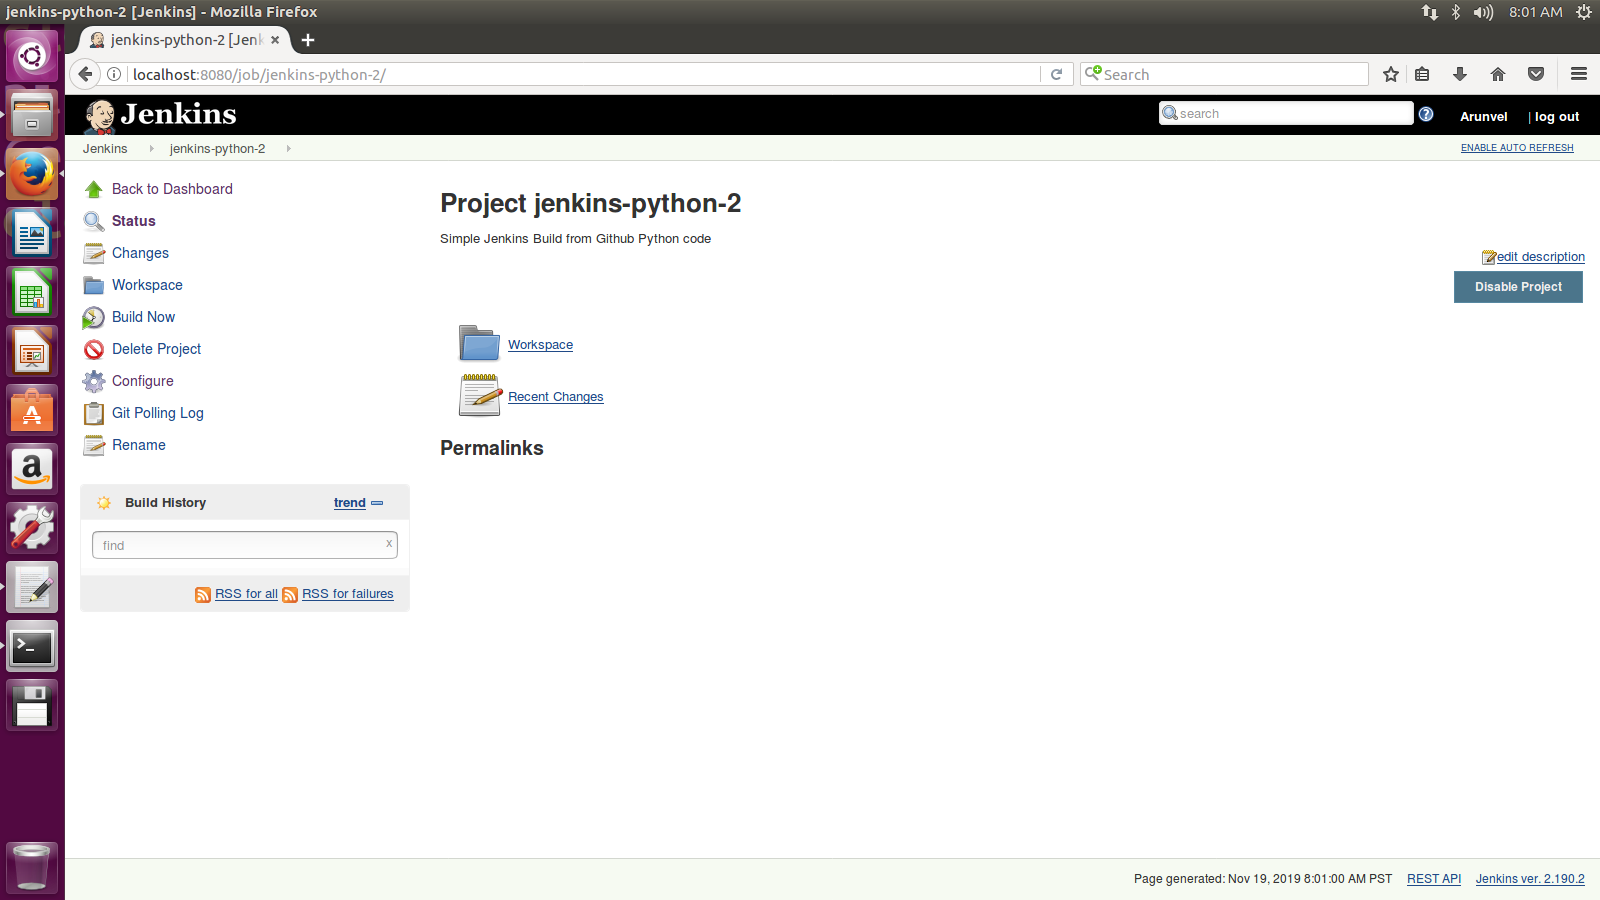 jenkins-python-2 [Jenkins] - Mozilla Firefox
8:01 AM
jenkins-python-2 [Jenk
localhost:8080/job/jenkins-python-2/
Search
Jenkins
search
Arunvel
| log out
Jenkins
jenkins-python-2
ENABLE AUTO REFRESH
Back to Dashboard
Status
Changes
Workspace
Build Now
Delete Project
Configure
Git Polling Log
Rename
Build History
trend
find
x
RSS for all
RSS for failures
Project jenkins-python-2
Simple Jenkins Build from Github Python code
edit description
Disable Project
Workspace
Recent Changes
Permalinks
Page generated: Nov 19, 2019 8:01:00 AM PST
REST API
Jenkins ver. 2.190.2